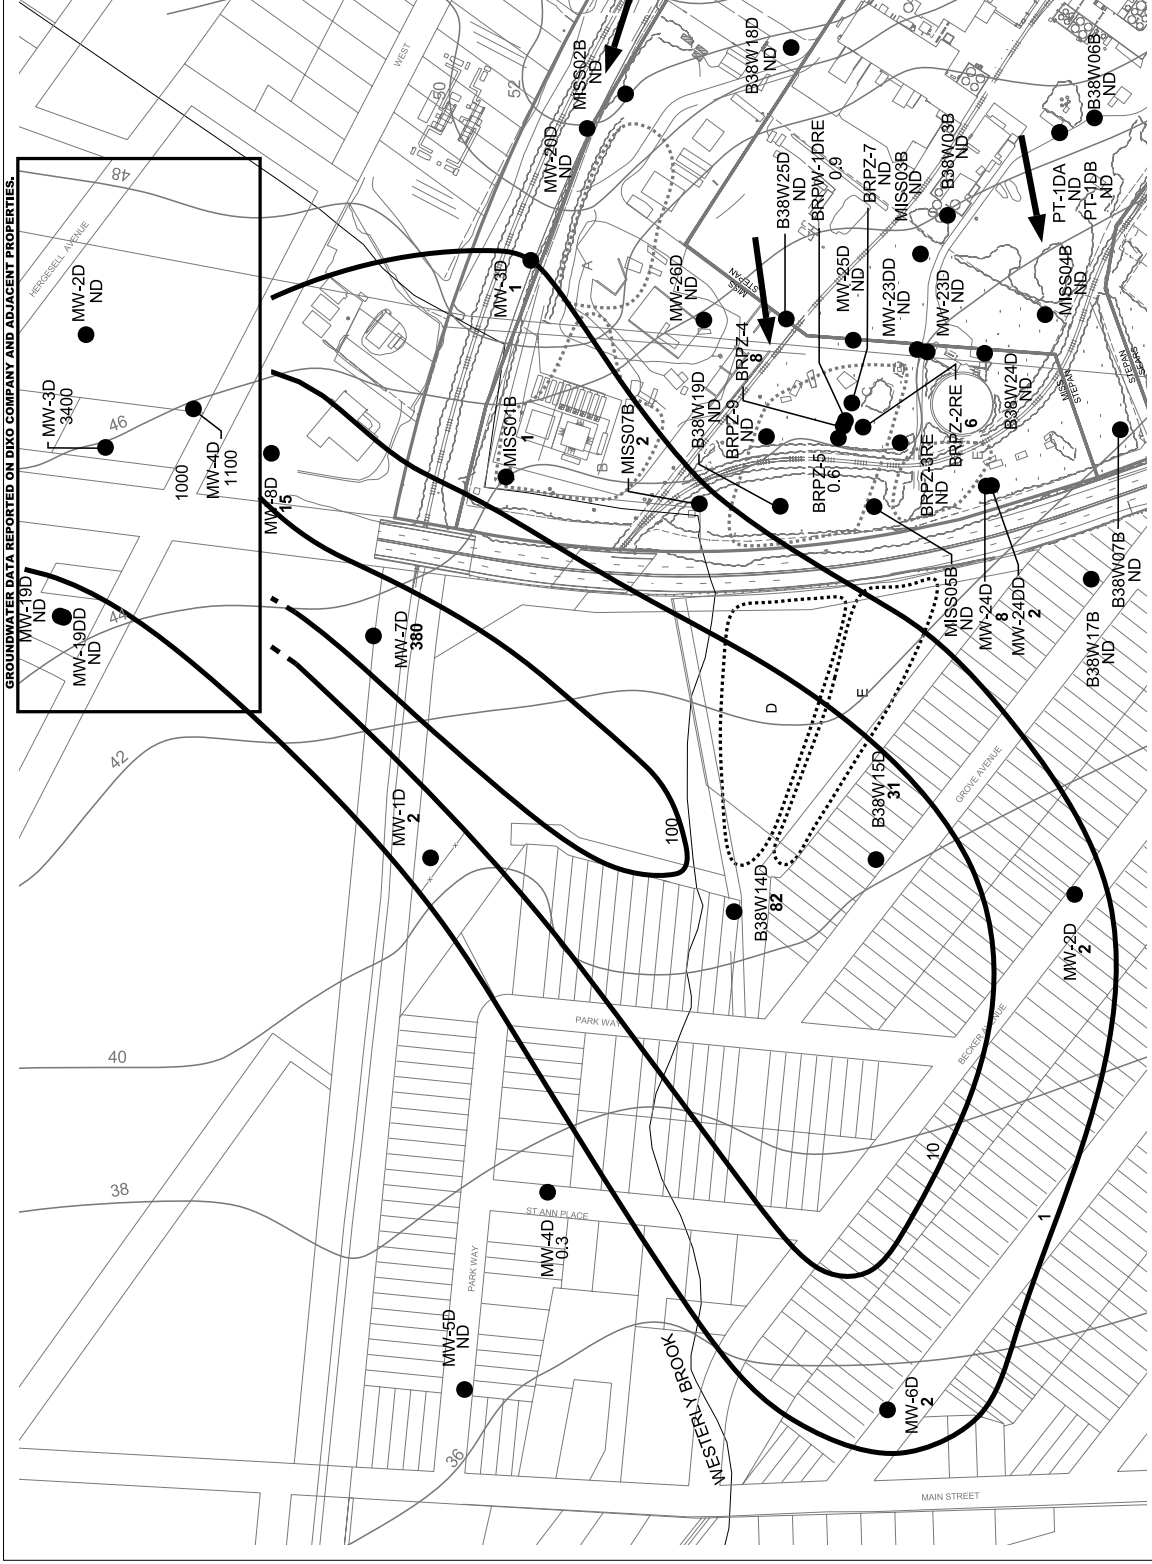 GROUNDWATER DATA REPORTED ON DIXO COMPANY AND ADJACENT PROPERTIES.
MW-19D
ND
MW-19DD
ND
44
MW-3D
3400
46
1000
MW-4D
1100
MW-2D
ND
HERGESELL AVENUE
48
MW-8D
15
WEST
50
52
MISS02B
ND
MW-20D
ND
B38W18D
ND
MW-3D
1
A
B
MISS01B
1
MISS07B
2
MW-26D
ND
MISS
STEPAN
B38W25D
ND
BRPW-1DRE
0.9
BRPZ-7
ND
MISS03B
ND
B38W03B
ND
B38W06B
ND
PT-1DA
ND
PT-1DB
ND
MISS04B
ND
MW-25D
ND
MW-23DD
ND
MW-23D
ND
BRPZ-4
8
B38W19D
ND
BRPZ-9
ND
BRPZ-5
0.6
BRPZ-3RE
ND
BRPZ-2RE
6
B38W24D
ND
MISS
STEPAN
STEPAN
SEARS
MISS05B
ND
MW-24D
8
MW-24DD
2
B38W07B
ND
B38W17B
ND
MW-7D
380
42
MW-1D
2
100
D
E
B38W15D
31
GROVE AVENUE
B38W14D
82
MW-2D
2
BECKER AVENUE
PARK WAY
40
38
10
1
ST ANN PLACE
MW-4D
0.3
PARK WAY
MW-5D
ND
36
WESTERLY BROOK
MW-6D
2
MAIN STREET